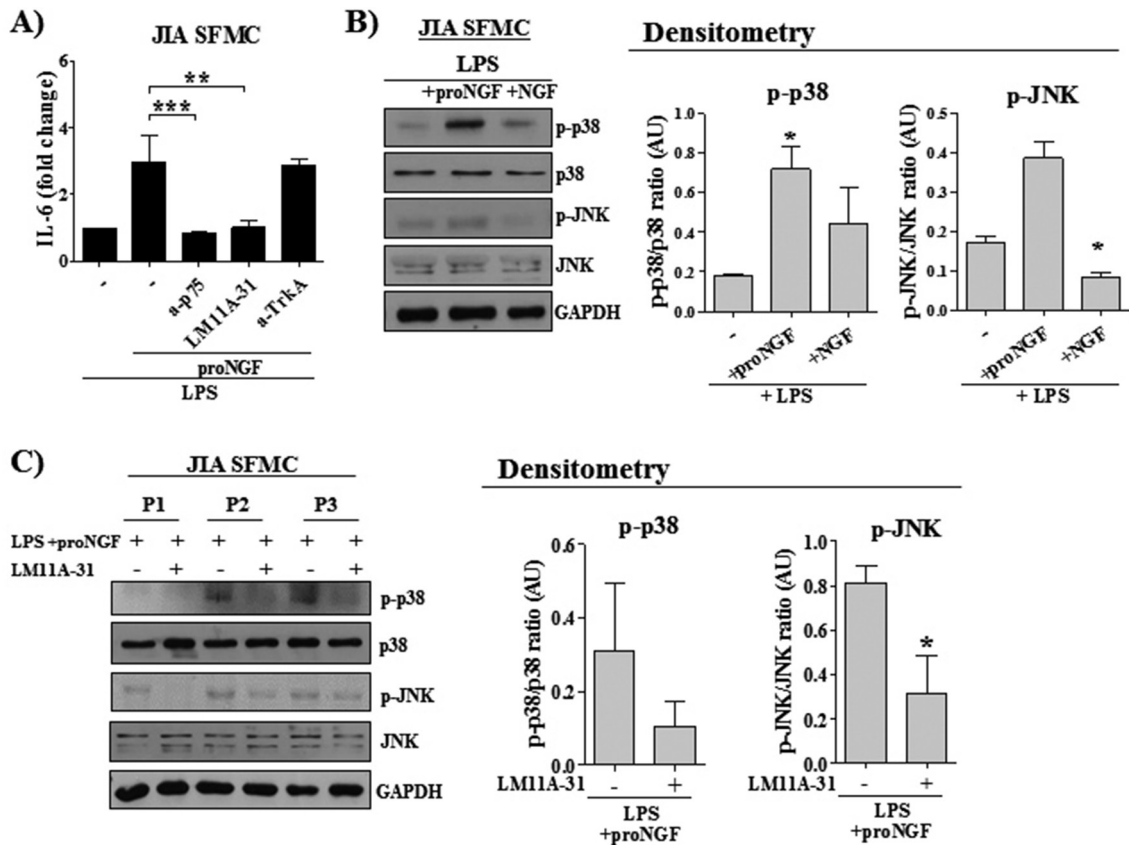 A)
JIA SFMC
IL-6 (fold change)
6
4
2
0
**
***
- - a-p75 LM11A-31 a-TrkA
proNGF
LPS
B)
JIA SFMC
LPS
+proNGF +NGF
p-p38
p38
p-JNK
JNK
GAPDH
Densitometry
p-p38
p-p38/p38 ratio (AU)
1.0
0.8
0.6
0.4
0.2
0.0
*
- +proNGF +NGF
+ LPS
p-JNK
p-JNK/JNK ratio (AU)
0.5
0.4
0.3
0.2
0.1
0.0
*
- +proNGF +NGF
+ LPS
C)
JIA SFMC
P1 P2 P3
LPS +proNGF + + + + + +
LM11A-31 - + - + - +
p-p38
p38
p-JNK
JNK
GAPDH
Densitometry
p-p38
p-p38/p38 ratio (AU)
0.6
0.4
0.2
0.0
LM11A-31 - +
LPS
+proNGF
p-JNK
p-JNK/JNK ratio (AU)
1.0
0.8
0.6
0.4
0.2
0.0
*
LM11A-31 - +
LPS
+proNGF